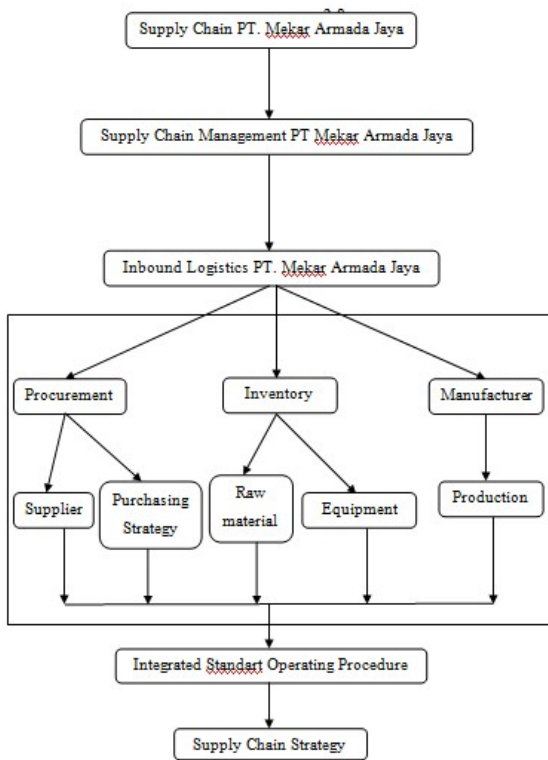 Supply Chain PT. Mekar Armada Jaya
Supply Chain Management PT Mekar Armada Jaya
Inbound Logistics PT. Mekar Armada Jaya
Procurement
Inventory
Manufacturer
Supplier
Purchasing
Strategy
Raw
material
Equipment
Production
Integrated Standart Operating Procedure
Supply Chain Strategy